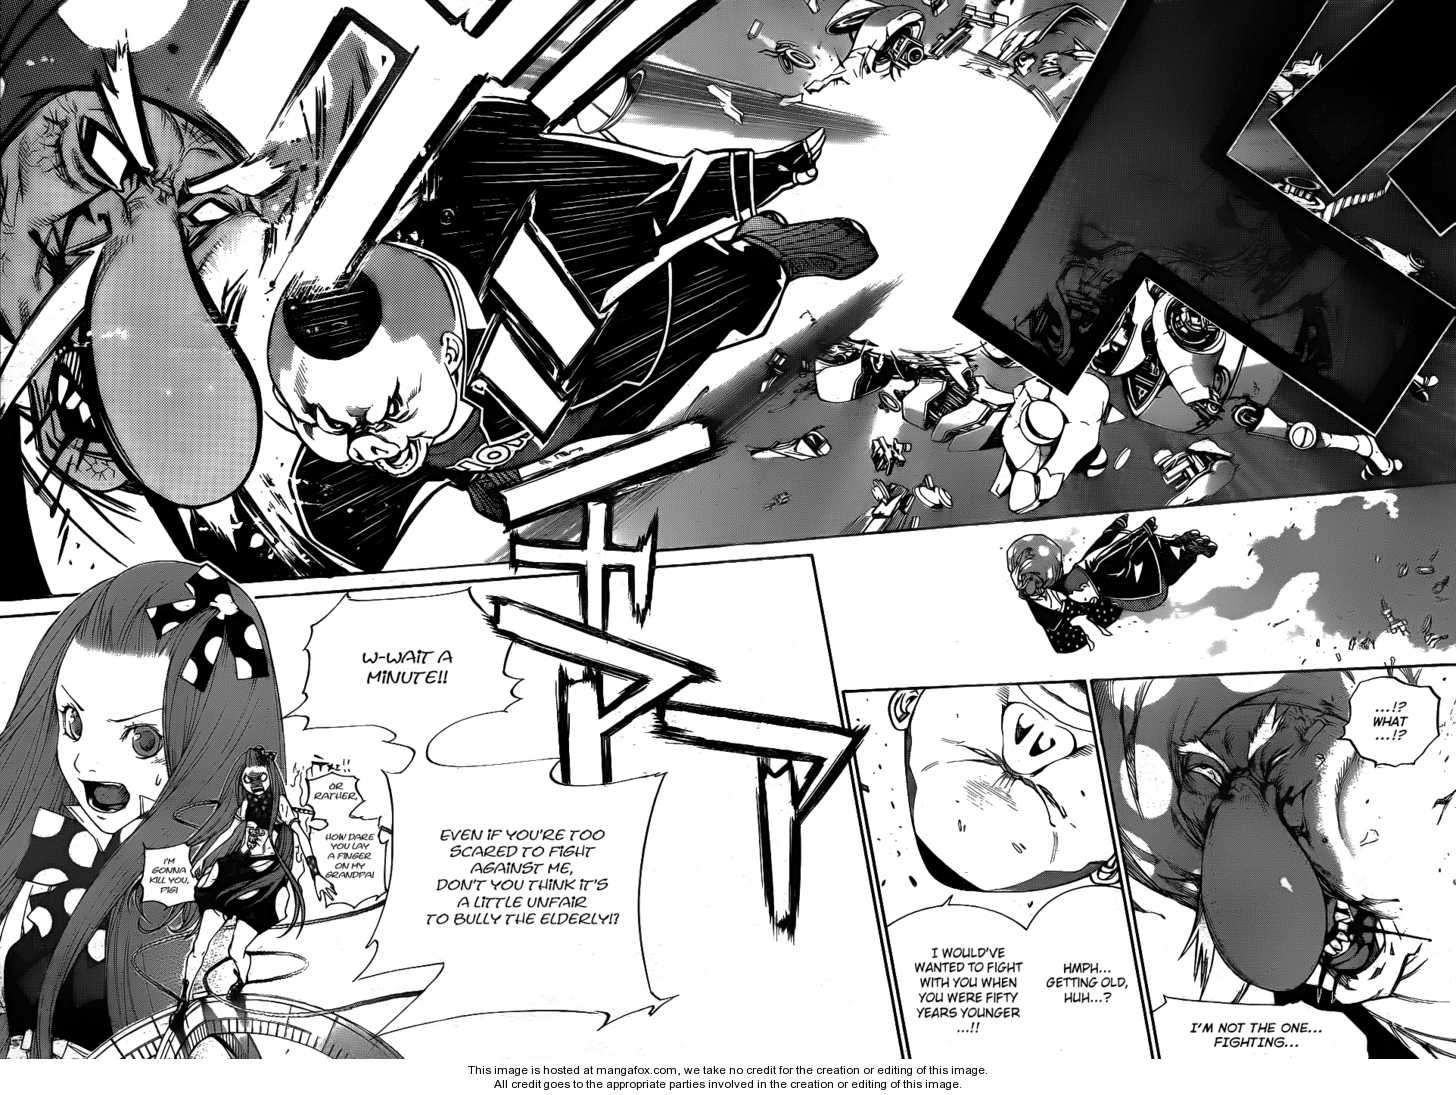 W-WAIT A
MINUTE!!
OR
RATHER,
HOW DARE
YOU LAY
A FINGER
ON MY
GRANDPA!
I'M
GONNA
KILL YOU,
PIG!
EVEN IF YOU'RE TOO
SCARED TO FIGHT
AGAINST ME,
DON'T YOU THINK IT'S
A LITTLE UNFAIR
TO BULLY THE ELDERLY!?
I WOULD'VE
WANTED TO FIGHT
WITH YOU WHEN
YOU WERE FIFTY
YEARS YOUNGER
...!!
HMPH...
GETTING OLD,
HUH...?
...!?
WHAT
...!?
I'M NOT THE ONE...
FIGHTING...
This image is hosted at mangafox.com, we take no credit for the creation or editing of this image.
All credit goes to the appropriate parties involved in the creation or editing of this image.